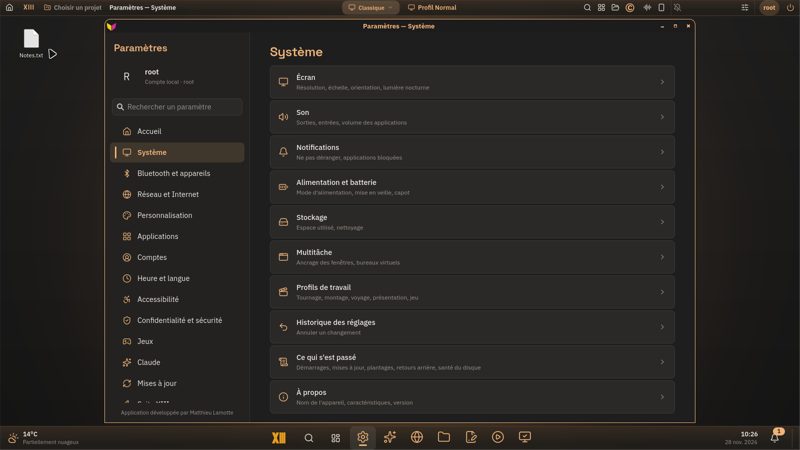 XIII
Choisir un projet
Paramètres — Système
Classique
Profil Normal
root
Notes.txt
Paramètres — Système
Paramètres
R
root
Compte local · root
Rechercher un paramètre
Accueil
Système
Bluetooth et appareils
Réseau et Internet
Personnalisation
Applications
Comptes
Heure et langue
Accessibilité
Confidentialité et sécurité
Jeux
Claude
Mises à jour
Application développée par Matthieu Lamotte
Système
Écran
Résolution, échelle, orientation, lumière nocturne
Son
Sorties, entrées, volume des applications
Notifications
Ne pas déranger, applications bloquées
Alimentation et batterie
Mode d'alimentation, mise en veille, capot
Stockage
Espace utilisé, nettoyage
Multitâche
Ancrage des fenêtres, bureaux virtuels
Profils de travail
Tournage, montage, voyage, présentation, jeu
Historique des réglages
Annuler un changement
Ce qui s'est passé
Démarrages, mises à jour, plantages, retours arrière, santé du disque
À propos
Nom de l'appareil, caractéristiques, version
14°C
Partiellement nuageux
XIII
10:26
28 nov. 2026
1